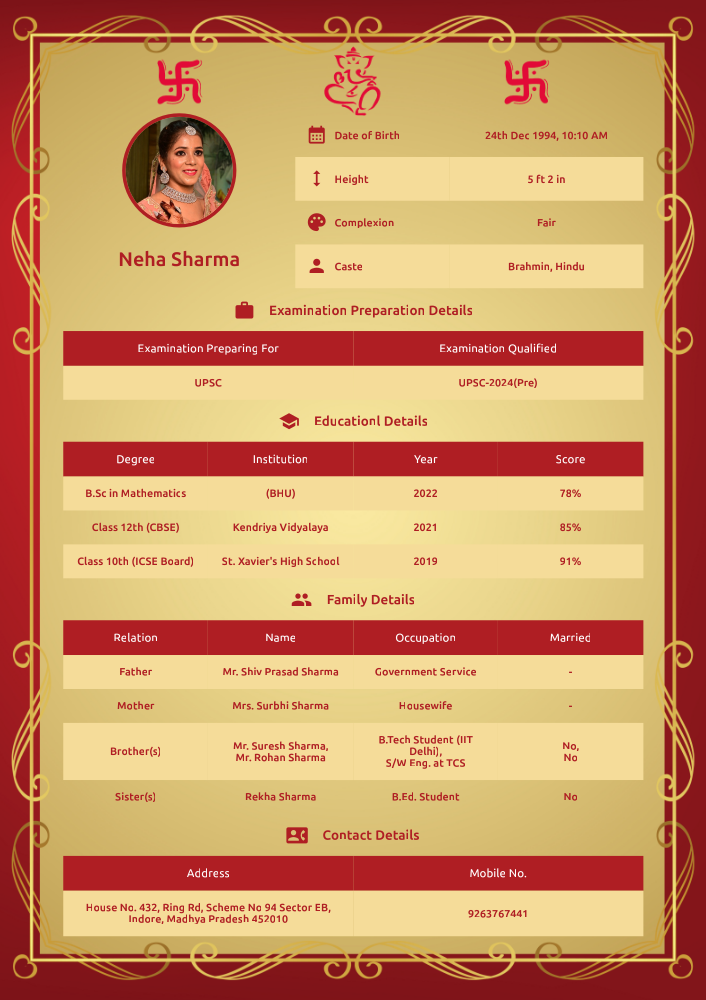 Date of Birth 24th Dec 1994, 10:10 AM
Height 5 ft 2 in
Complexion Fair
Caste Brahmin, Hindu
Neha Sharma
Examination Preparation Details
Examination Preparing For Examination Qualified
UPSC UPSC-2024(Pre)
Educationl Details
Degree Institution Year Score
B.Sc in Mathematics (BHU) 2022 78%
Class 12th (CBSE) Kendriya Vidyalaya 2021 85%
Class 10th (ICSE Board) St. Xavier's High School 2019 91%
Family Details
Relation Name Occupation Married
Father Mr. Shiv Prasad Sharma Government Service -
Mother Mrs. Surbhi Sharma Housewife -
Brother(s) Mr. Suresh Sharma,
Mr. Rohan Sharma
B.Tech Student (IIT
Delhi),
S/W Eng. at TCS
No,
No
Sister(s) Rekha Sharma B.Ed. Student No
Contact Details
Address Mobile No.
House No. 432, Ring Rd, Scheme No 94 Sector EB,
Indore, Madhya Pradesh 452010
9263767441